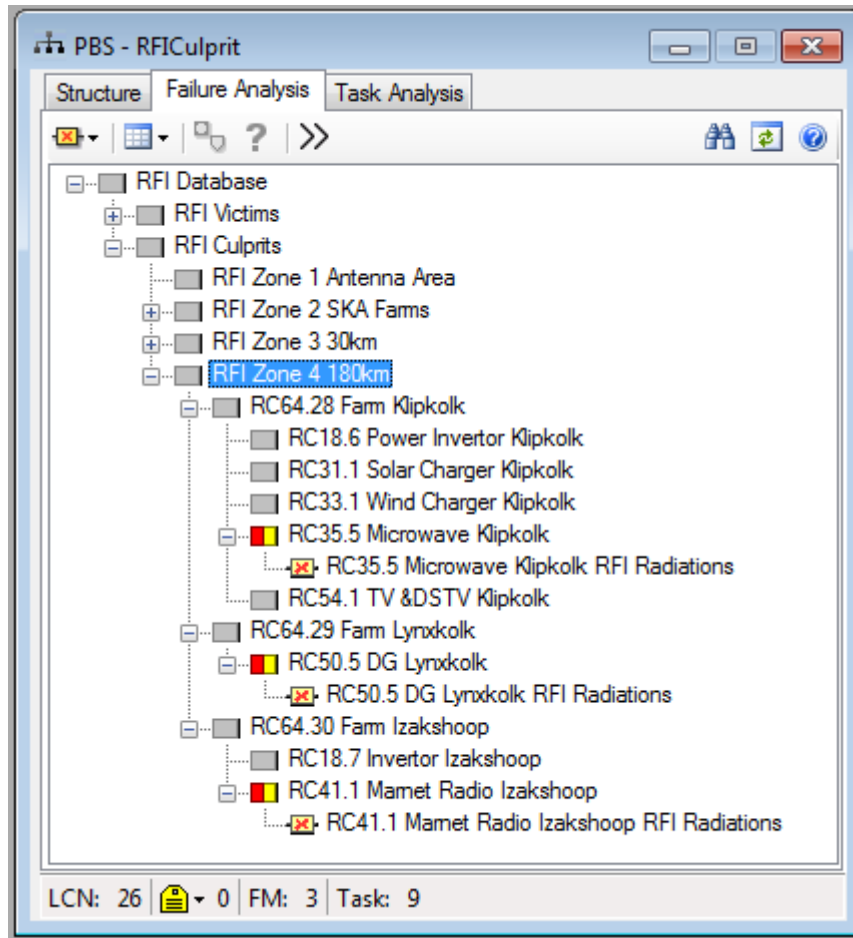 PBS - RFICulprit
Structure Failure Analysis Task Analysis
RFI Database
RFI Victims
RFI Culprits
RFI Zone 1 Antenna Area
RFI Zone 2 SKA Farms
RFI Zone 3 30km
RFI Zone 4 180km
RC64.28 Farm Klipkolk
RC18.6 Power Invertor Klipkolk
RC31.1 Solar Charger Klipkolk
RC33.1 Wind Charger Klipkolk
RC35.5 Microwave Klipkolk
RC35.5 Microwave Klipkolk RFI Radiations
RC54.1 TV &DSTV Klipkolk
RC64.29 Farm Lynxkolk
RC50.5 DG Lynxkolk
RC50.5 DG Lynxkolk RFI Radiations
RC64.30 Farm Izakshoop
RC18.7 Invertor Izakshoop
RC41.1 Marnet Radio Izakshoop
RC41.1 Marnet Radio Izakshoop RFI Radiations
LCN: 26 0 FM: 3 Task: 9